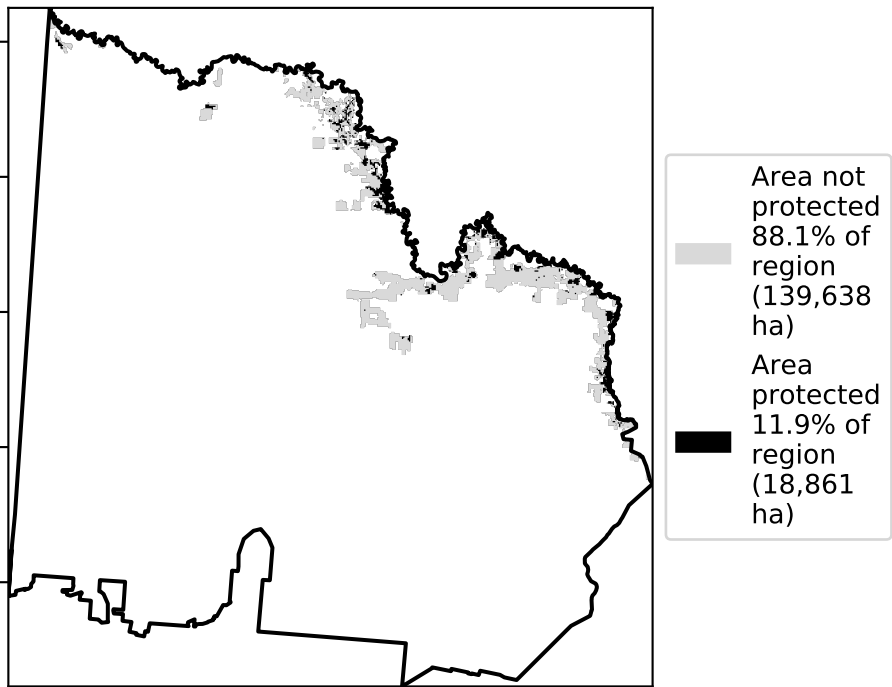 Area not
protected
88.1% of
region
(139,638
ha)
Area
protected
11.9% of
region
(18,861
ha)